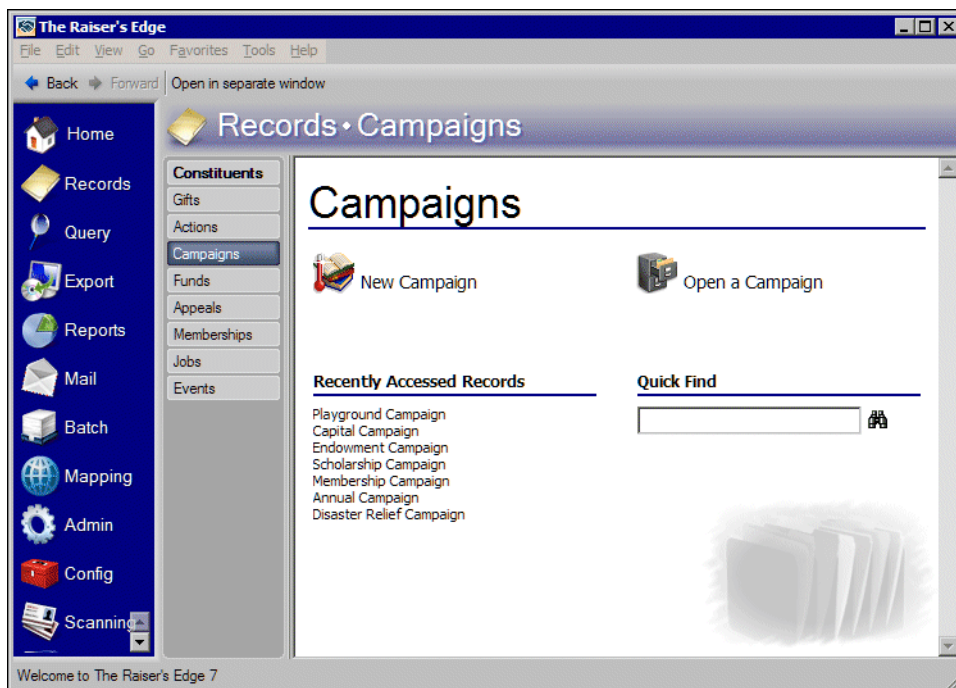 The Raiser's Edge
File Edit View Go Favorites Tools Help
Back Forward Open in separate window
Home
Records
Query
Export
Reports
Mail
Batch
Mapping
Admin
Config
Scanning
Records • Campaigns
Constituents
Gifts
Actions
Campaigns
Funds
Appeals
Memberships
Jobs
Events
Campaigns
New Campaign
Open a Campaign
Recently Accessed Records
Playground Campaign
Capital Campaign
Endowment Campaign
Scholarship Campaign
Membership Campaign
Annual Campaign
Disaster Relief Campaign
Quick Find
Welcome to The Raiser's Edge 7